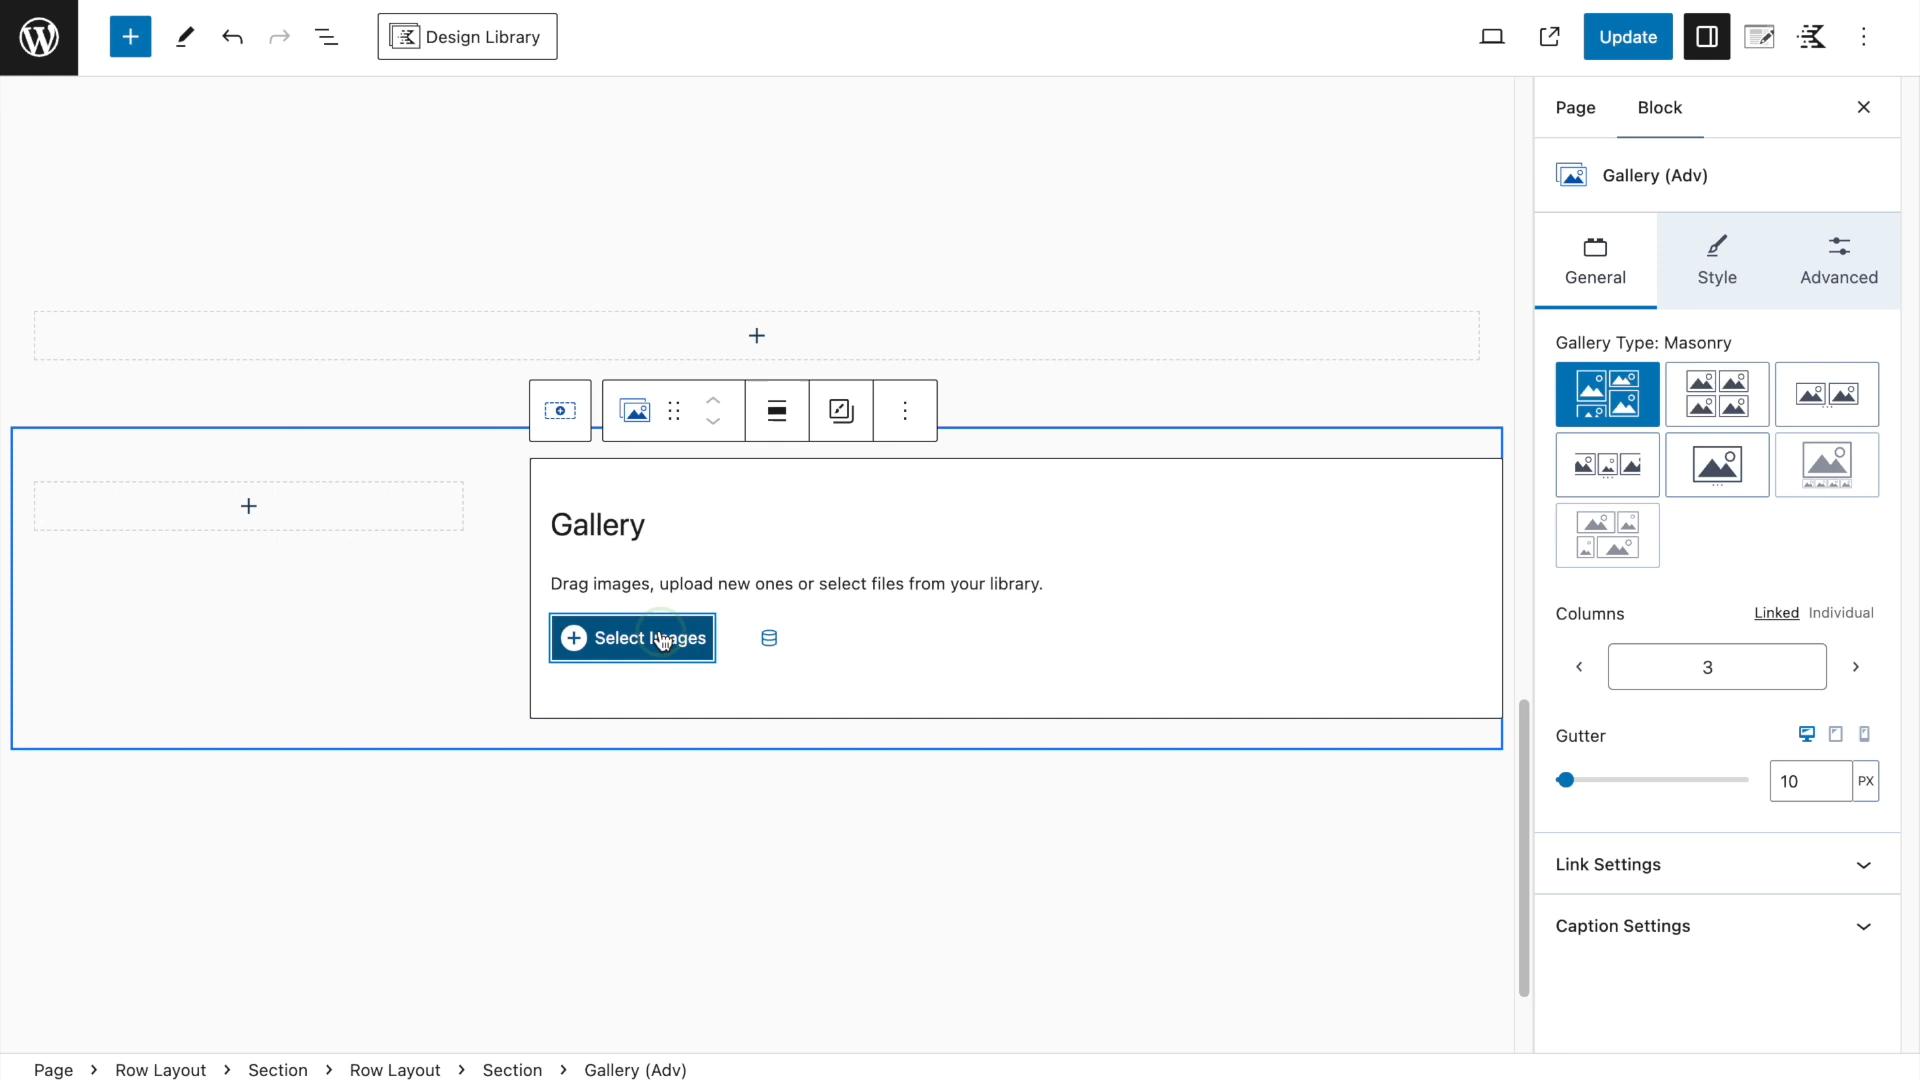 Design Library
Update
Page Block
Gallery (Adv)
General Style Advanced
Gallery Type: Masonry
Gallery
Drag images, upload new ones or select files from your library.
Select Images
Columns Linked Individual
3
Gutter
10 PX
Link Settings
Caption Settings
Page > Row Layout > Section > Row Layout > Section > Gallery (Adv)